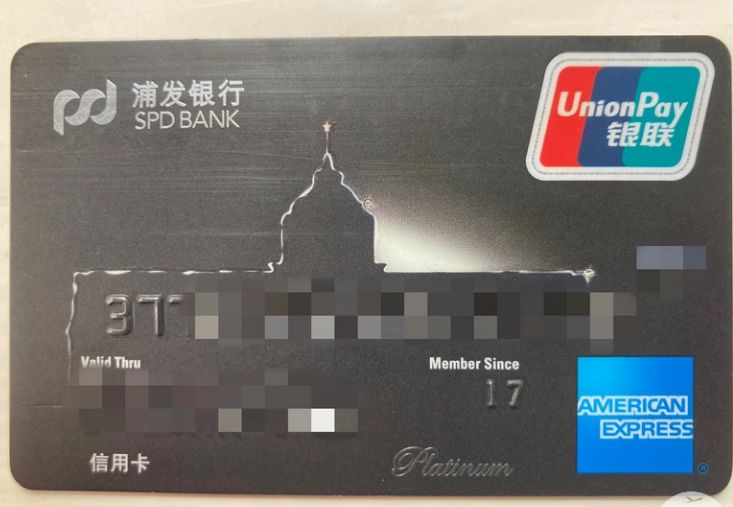 浦发银行
SPD BANK
UnionPay
银联
377
Valid Thru
Member Since
17
AMERICAN
EXPRESS
®
信用卡
Platinum